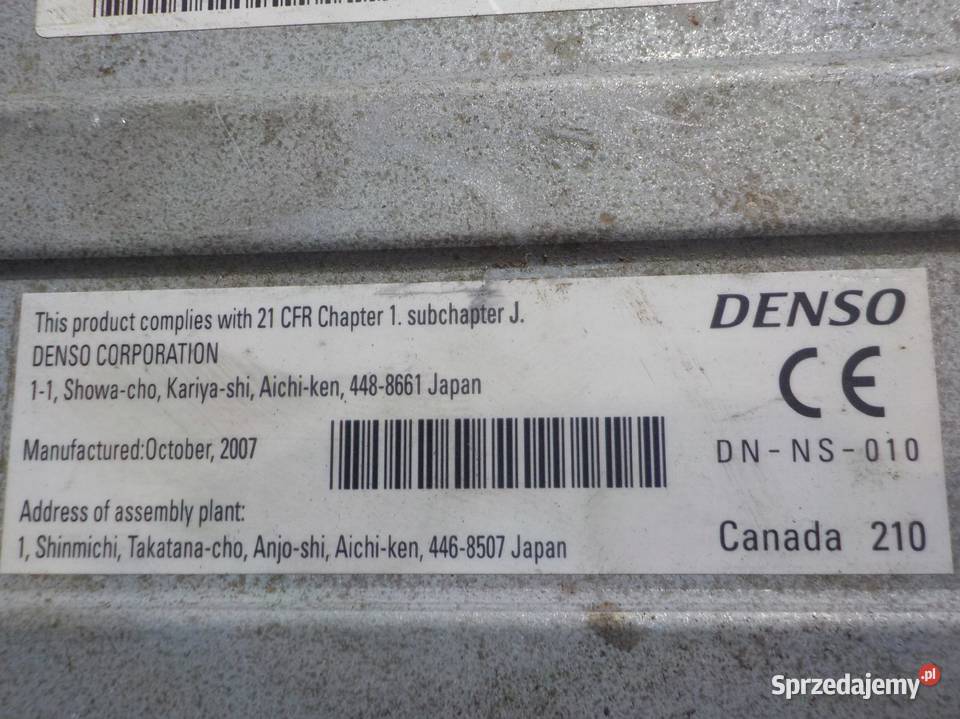 This product complies with 21 CFR Chapter 1. subchapter J.
DENSO CORPORATION
1-1, Showa-cho, Kariya-shi, Aichi-ken, 448-8661 Japan
Manufactured:October, 2007
Address of assembly plant:
1, Shinmichi, Takatana-cho, Anjo-shi, Aichi-ken, 446-8507 Japan
DENSO
CE
DN-NS-010
Canada 210
Sprzedajemy.pl